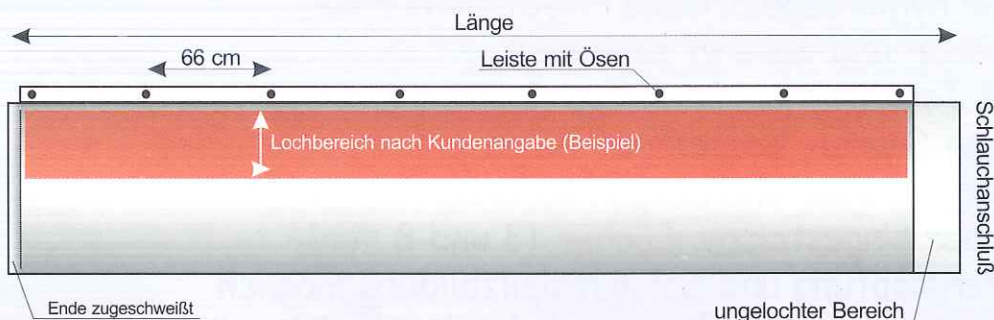 Länge
66 cm
Leiste mit Ösen
Lochbereich nach Kundenangabe (Beispiel)
Schlauchanschluß
Ende zugeschweißt
ungelochter Bereich